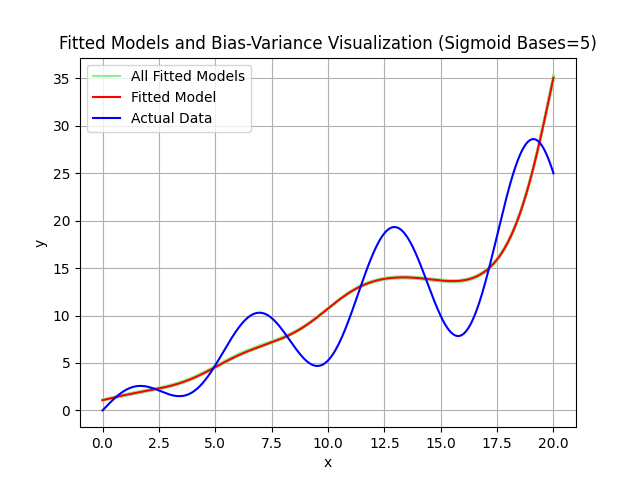 Fitted Models and Bias-Variance Visualization (Sigmoid Bases=5)
All Fitted Models
Fitted Model
Actual Data
y
35
30
25
20
15
10
5
0
0.0 2.5 5.0 7.5 10.0 12.5 15.0 17.5 20.0
x